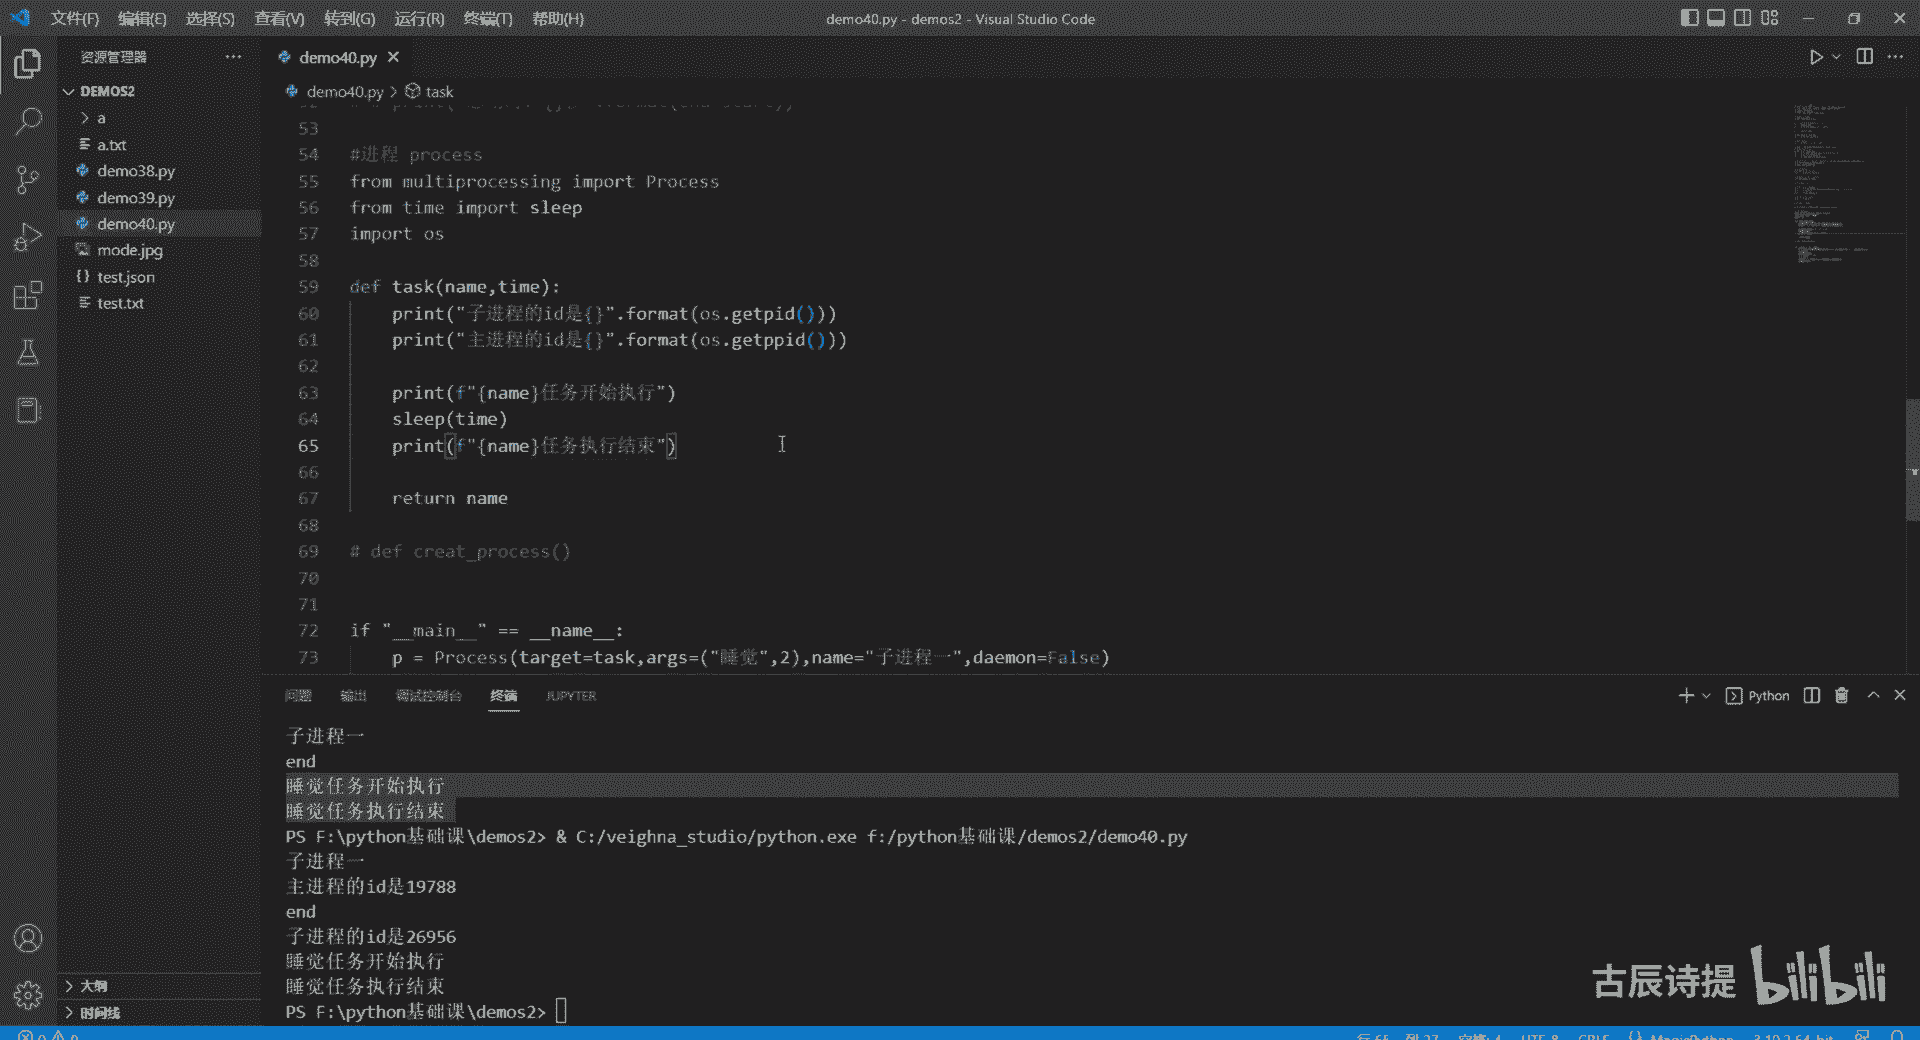 文件(F) 编辑(E) 选择(S) 查看(V) 转到(G) 运行(R) 终端(T) 帮助(H)
demo40.py - demos2 - Visual Studio Code
资源管理器
DEMOS2
a
a.txt
demo38.py
demo39.py
demo40.py
mode.jpg
test.json
test.txt
大纲
时间线
demo40.py
demo40.py > task
53
54 #进程 process
55 from multiprocessing import Process
56 from time import sleep
57 import os
58
59 def task(name,time):
60 print("子进程的id是{}".format(os.getpid()))
61 print("主进程的id是{}".format(os.getppid()))
62
63 print(f"{name}任务开始执行")
64 sleep(time)
65 print(f"{name}任务执行结束")
66
67 return name
68
69 # def creat_process()
70
71
72 if "__main__" == __name__:
73 p = Process(target=task,args=("睡觉",2),name="子进程一",daemon=False)
问题 输出 调试控制台 终端 JUPYTER
Python
子进程一
end
睡觉任务开始执行
睡觉任务执行结束
PS F:\python基础课\demos2> & C:/veighna_studio/python.exe f:/python基础课/demos2/demo40.py
子进程一
主进程的id是19788
end
子进程的id是26956
睡觉任务开始执行
睡觉任务执行结束
PS F:\python基础课\demos2>
古辰诗提 bilibili